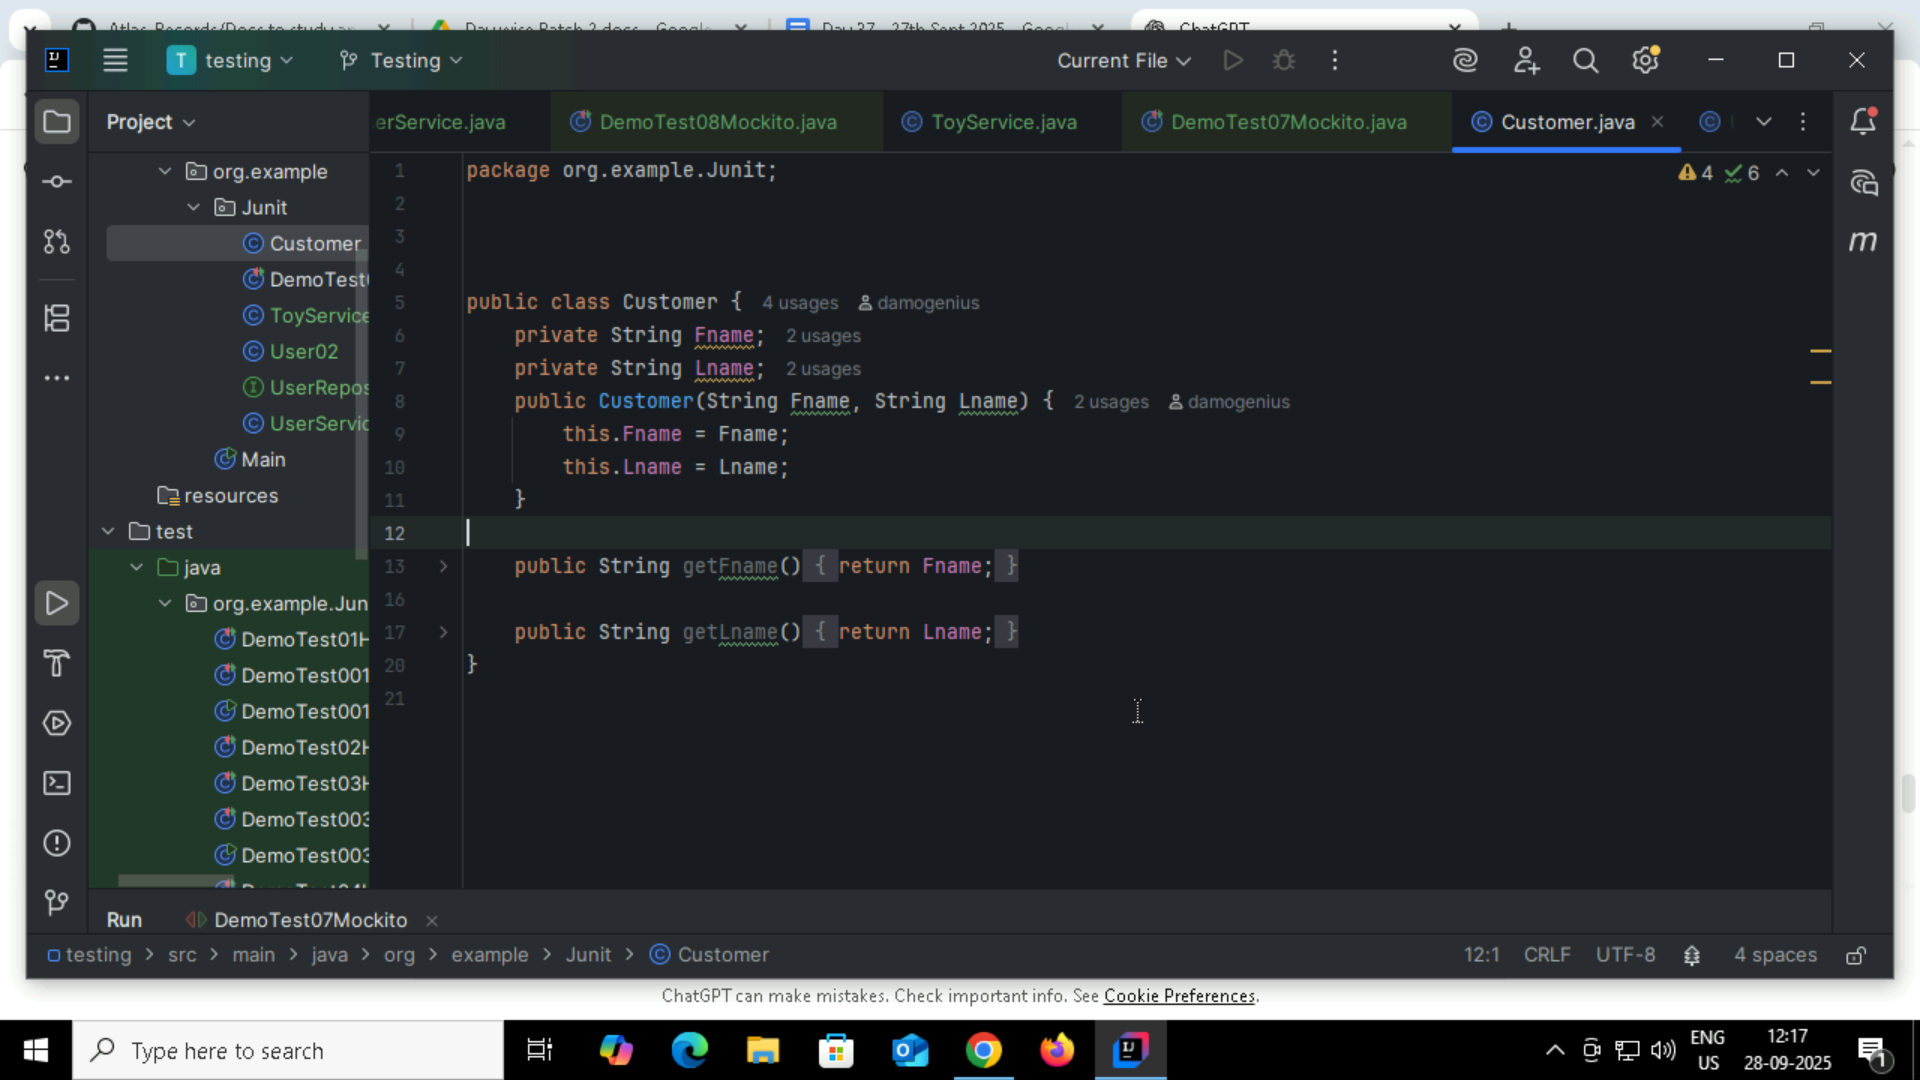 ChatGPT
testing
Testing
Current File
Project
erService.java
DemoTest08Mockito.java
ToyService.java
DemoTest07Mockito.java
Customer.java
org.example
Junit
Customer
DemoTest
ToyService
User02
UserRepos
UserServic
Main
resources
test
java
org.example.Jun
DemoTest01H
DemoTest001
DemoTest001
DemoTest02H
DemoTest03H
DemoTest003
DemoTest003
4 6
1 package org.example.Junit;
2
3
4
5 public class Customer { 4 usages damogenius
6 private String Fname; 2 usages
7 private String Lname; 2 usages
8 public Customer(String Fname, String Lname) { 2 usages damogenius
9 this.Fname = Fname;
10 this.Lname = Lname;
11 }
12
13 public String getFname() { return Fname; }
16
17 public String getLname() { return Lname; }
20 }
21
Run DemoTest07Mockito
testing > src > main > java > org > example > Junit > Customer
12:1 CRLF UTF-8 4 spaces
ChatGPT can make mistakes. Check important info. See Cookie Preferences.
Type here to search
ENG
US
12:17
28-09-2025
1